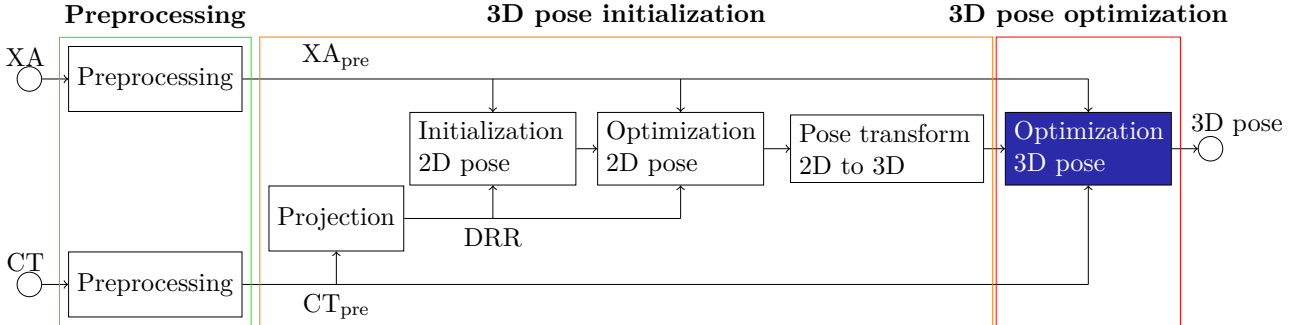 Preprocessing
3D pose initialization
3D pose optimization
XA
Preprocessing
XA_pre
Initialization
2D pose
Optimization
2D pose
Pose transform
2D to 3D
Optimization
3D pose
3D pose
Projection
DRR
CT
Preprocessing
CT_pre